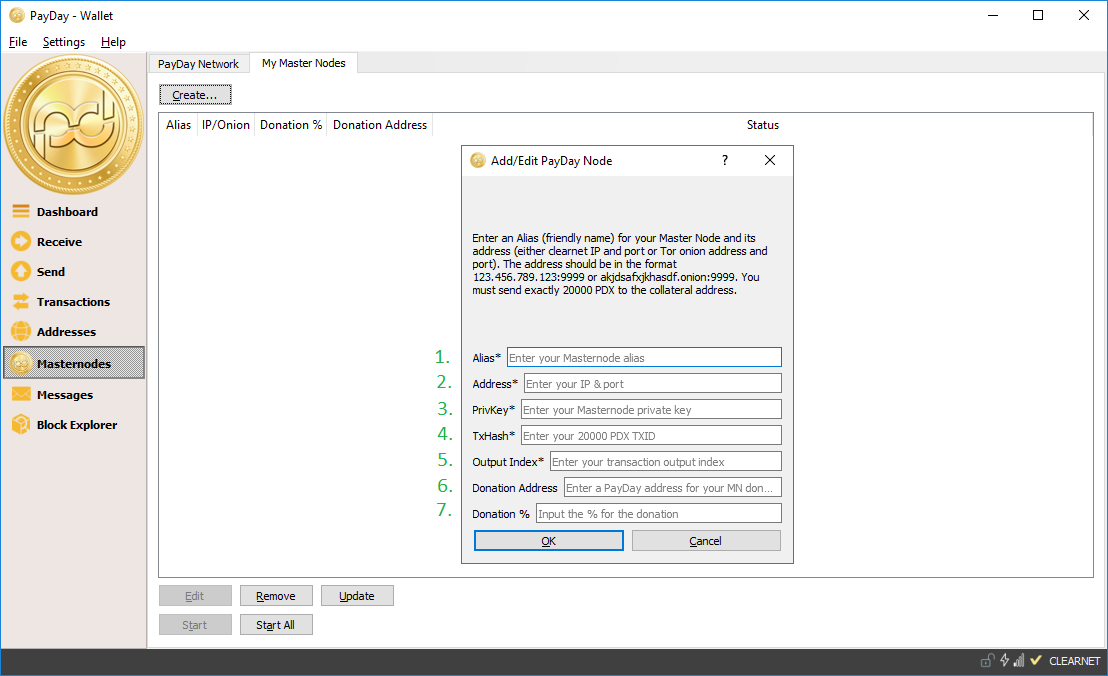 PayDay - Wallet
File Settings Help
PayDay Network My Master Nodes
Create...
Alias IP/Onion Donation % Donation Address Status
pd
Dashboard
Receive
Send
Transactions
Addresses
Masternodes
Messages
Block Explorer
Add/Edit PayDay Node ?
Enter an Alias (friendly name) for your Master Node and its
address (either clearnet IP and port or Tor onion address and
port). The address should be in the format
123.456.789.123:9999 or akjdsafxjkhasdf.onion:9999. You
must send exactly 20000 PDX to the collateral address.
1. Alias* Enter your Masternode alias
2. Address* Enter your IP & port
3. PrivKey* Enter your Masternode private key
4. TxHash* Enter your 20000 PDX TXID
5. Output Index* Enter your transaction output index
6. Donation Address Enter a PayDay address for your MN don...
7. Donation % Input the % for the donation
OK Cancel
Edit Remove Update
Start Start All
CLEARNET